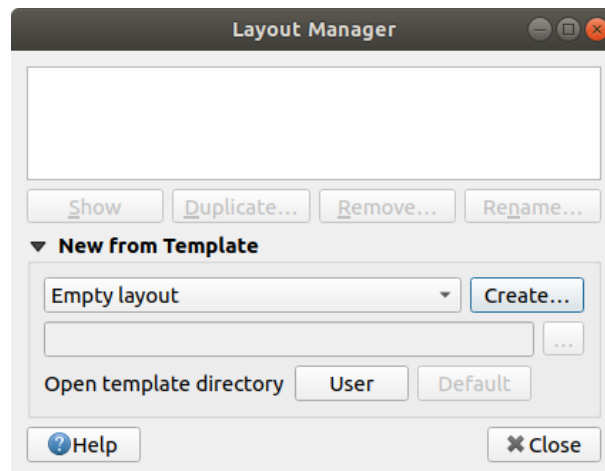 Layout Manager
Show Duplicate... Remove... Rename...
New from Template
Empty layout Create...
...
Open template directory User Default
Help Close